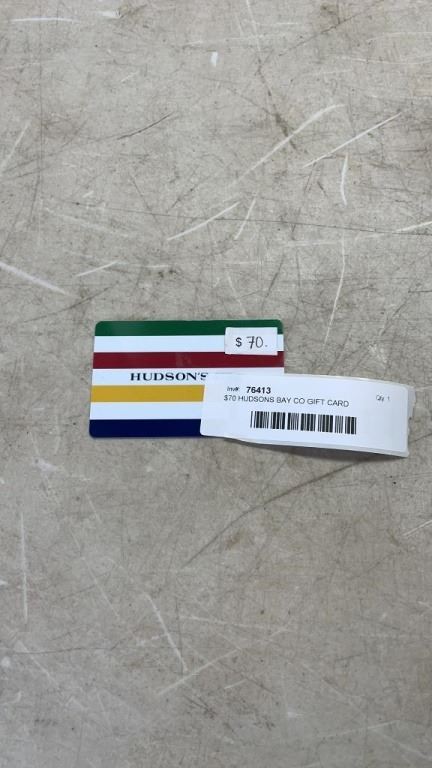 $ 70.
HUDSON'S
Inv#: 76413
$70 HUDSONS BAY CO GIFT CARD
Qty 1